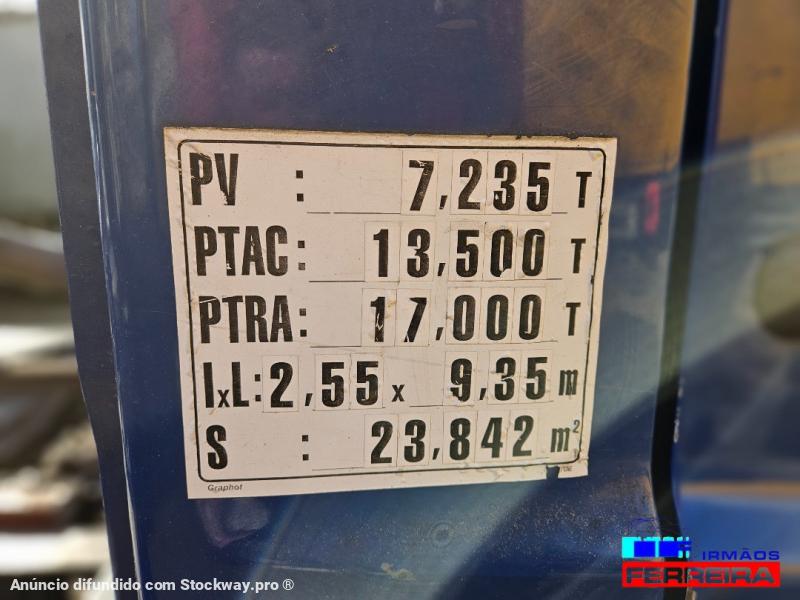 PV : 7,235 T
PTAC: 13,500 T
PTRA: 17,000 T
IxL: 2,55 x 9,35 m
S : 23,842 m²
Graphot
IRMÃOS
FERREIRA
Anúncio difundido com Stockway.pro ®